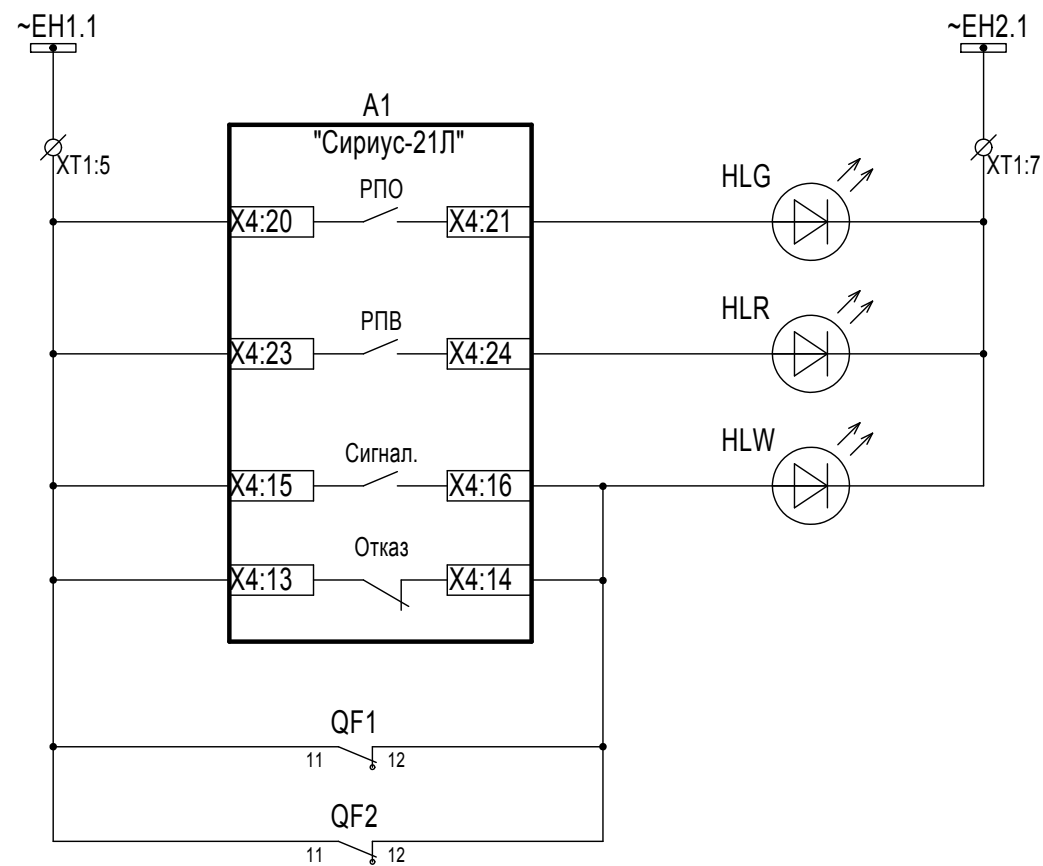 ~EH1.1
~EH2.1
A1
"Сириус-21Л"
XT1:5
XT1:7
HLG
РПО
X4:20
X4:21
HLR
РПВ
X4:23
X4:24
HLW
Сигнал.
X4:15
X4:16
Отказ
X4:13
X4:14
QF1
11
12
QF2
11
12